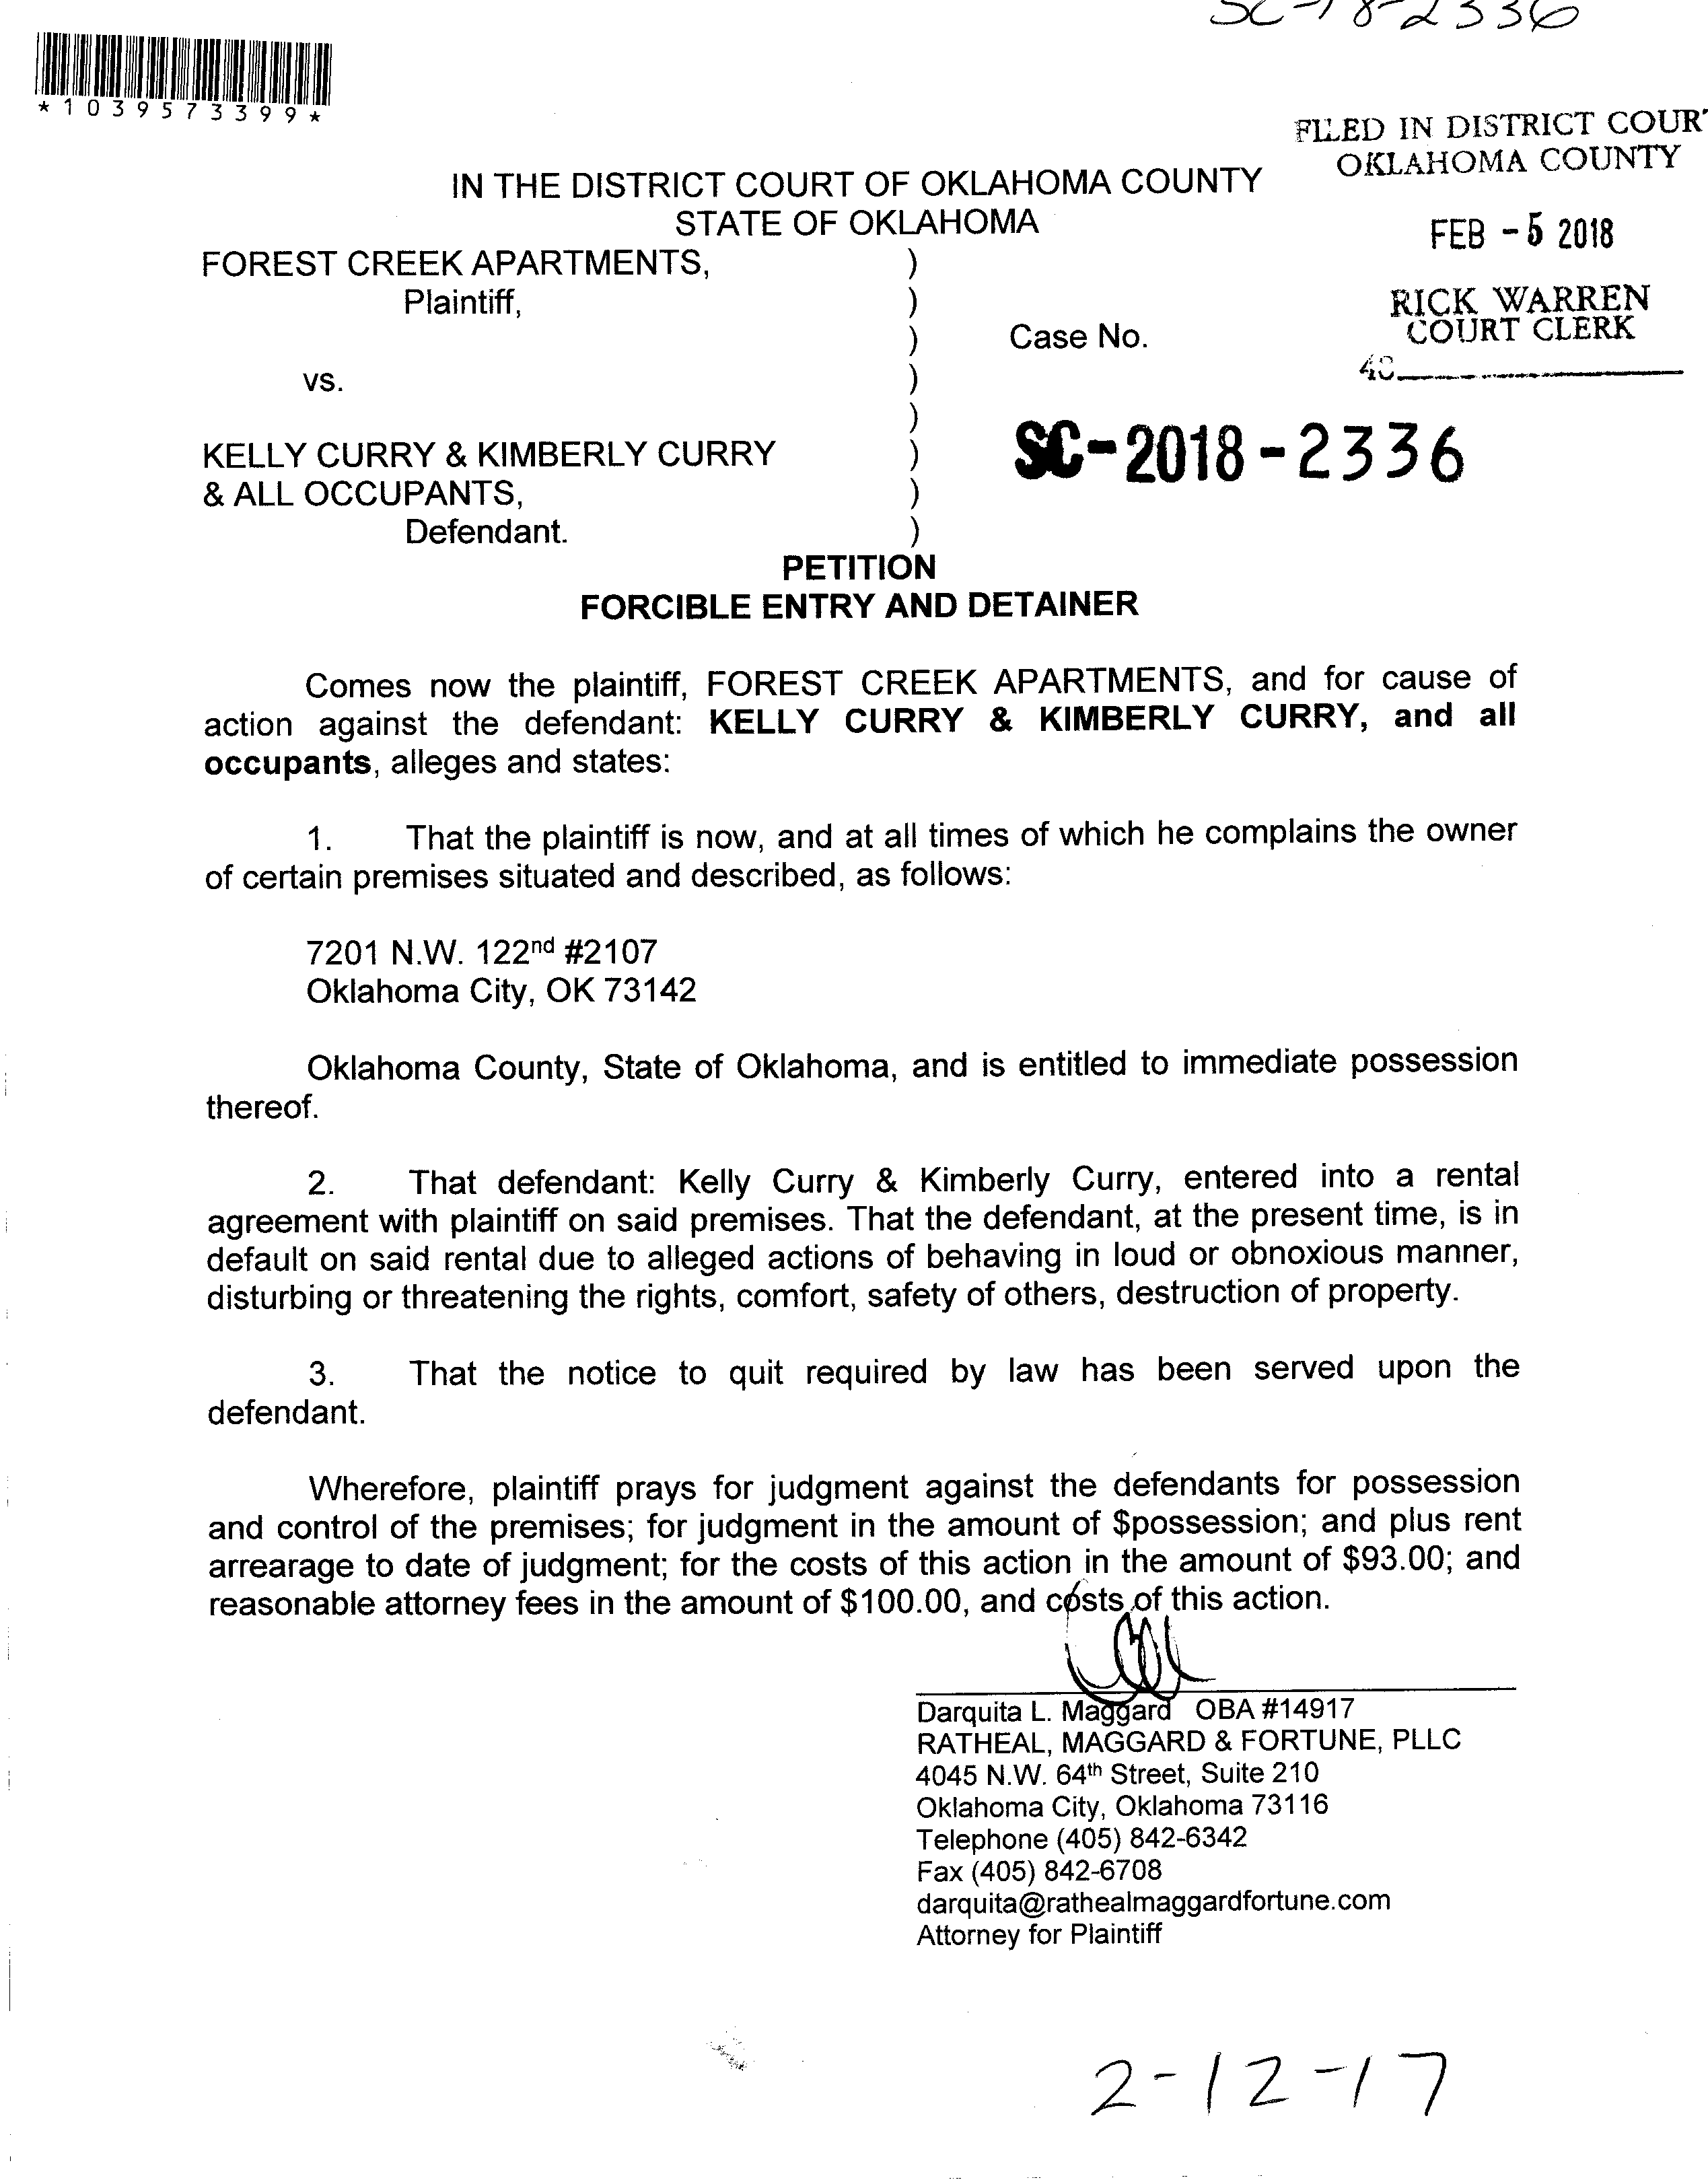 SC-18-2336
*1039573399*
FILED IN DISTRICT COURT
OKLAHOMA COUNTY
FEB -5 2018
RICK WARREN
COURT CLERK
40
IN THE DISTRICT COURT OF OKLAHOMA COUNTY
STATE OF OKLAHOMA
FOREST CREEK APARTMENTS, )
Plaintiff, )
) Case No.
vs. )
)
KELLY CURRY & KIMBERLY CURRY ) SC-2018-2336
& ALL OCCUPANTS, )
Defendant. )
PETITION
FORCIBLE ENTRY AND DETAINER
Comes now the plaintiff, FOREST CREEK APARTMENTS, and for cause of
action against the defendant: KELLY CURRY & KIMBERLY CURRY, and all
occupants, alleges and states:
1. That the plaintiff is now, and at all times of which he complains the owner
of certain premises situated and described, as follows:
7201 N.W. 122nd #2107
Oklahoma City, OK 73142
Oklahoma County, State of Oklahoma, and is entitled to immediate possession
thereof.
2. That defendant: Kelly Curry & Kimberly Curry, entered into a rental
agreement with plaintiff on said premises. That the defendant, at the present time, is in
default on said rental due to alleged actions of behaving in loud or obnoxious manner,
disturbing or threatening the rights, comfort, safety of others, destruction of property.
3. That the notice to quit required by law has been served upon the
defendant.
Wherefore, plaintiff prays for judgment against the defendants for possession
and control of the premises; for judgment in the amount of $possession; and plus rent
arrearage to date of judgment; for the costs of this action in the amount of $93.00; and
reasonable attorney fees in the amount of $100.00, and costs of this action.
Darquita L. Maggard OBA #14917
RATHEAL, MAGGARD & FORTUNE, PLLC
4045 N.W. 64th Street, Suite 210
Oklahoma City, Oklahoma 73116
Telephone (405) 842-6342
Fax (405) 842-6708
darquita@rathealmaggardfortune.com
Attorney for Plaintiff
2-12-17